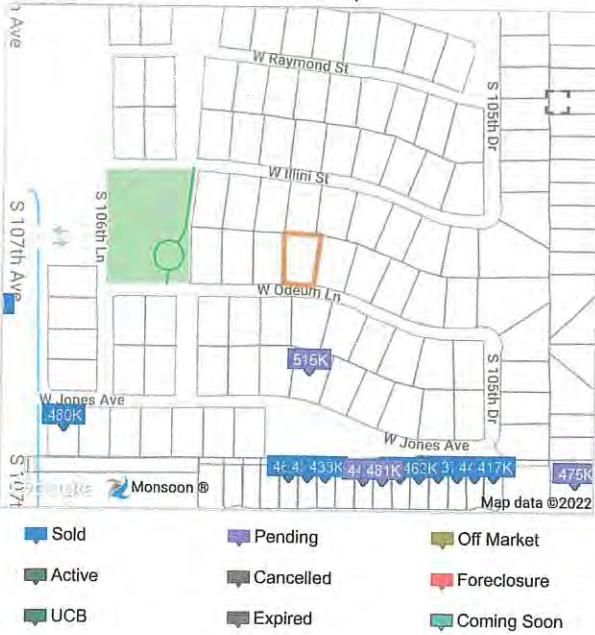 n Ave
W Raymond St
S 105th Dr
W Illini St
S 106th Ln
S 107th Ave
W Odeum Ln
515K
S 105th Dr
W Jones Ave
480K
W Jones Ave
433K 481K 462K 417K
475K
S 107t
Monsoon ®
Map data ©2022
Sold Pending Off Market
Active Cancelled Foreclosure
UCB Expired Coming Soon